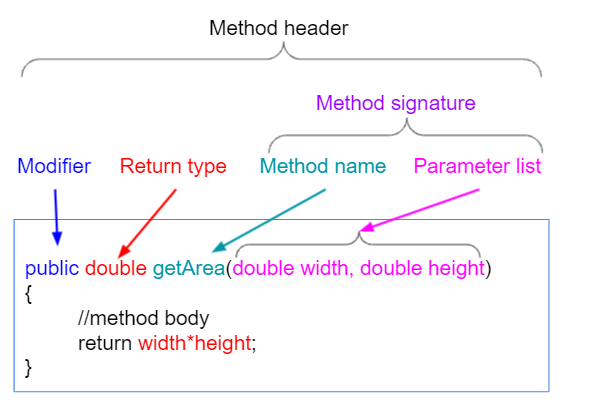 Method header
Method signature
Modifier Return type Method name Parameter list
public double getArea(double width, double height)
{
//method body
return width*height;
}